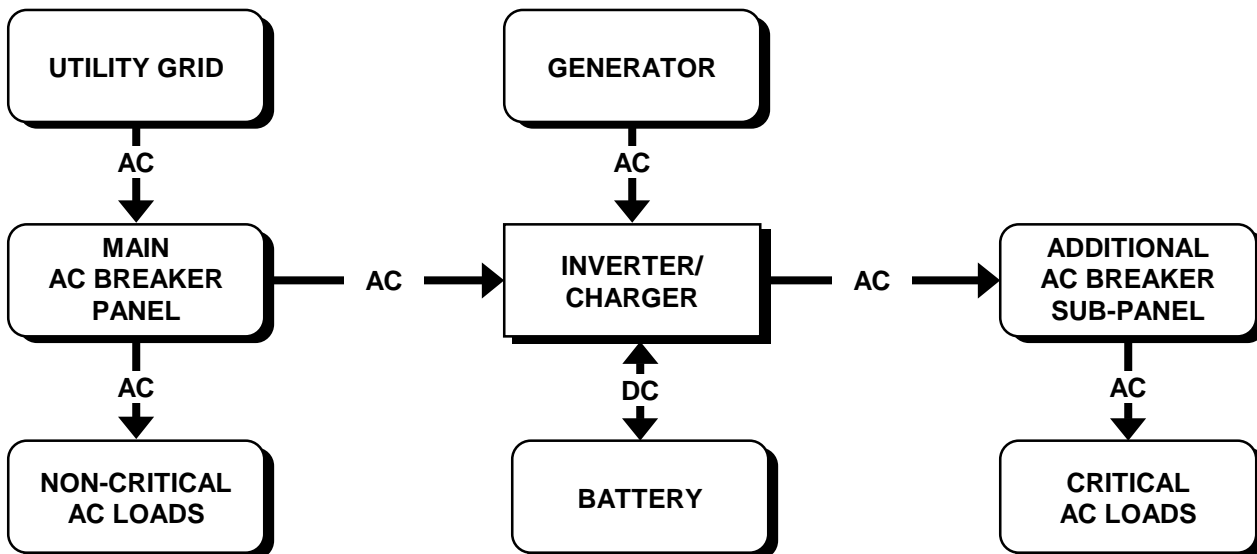 UTILITY GRID
GENERATOR
AC
AC
MAIN
AC BREAKER
PANEL
AC
INVERTER/
CHARGER
AC
ADDITIONAL
AC BREAKER
SUB-PANEL
AC
DC
AC
NON-CRITICAL
AC LOADS
BATTERY
CRITICAL
AC LOADS